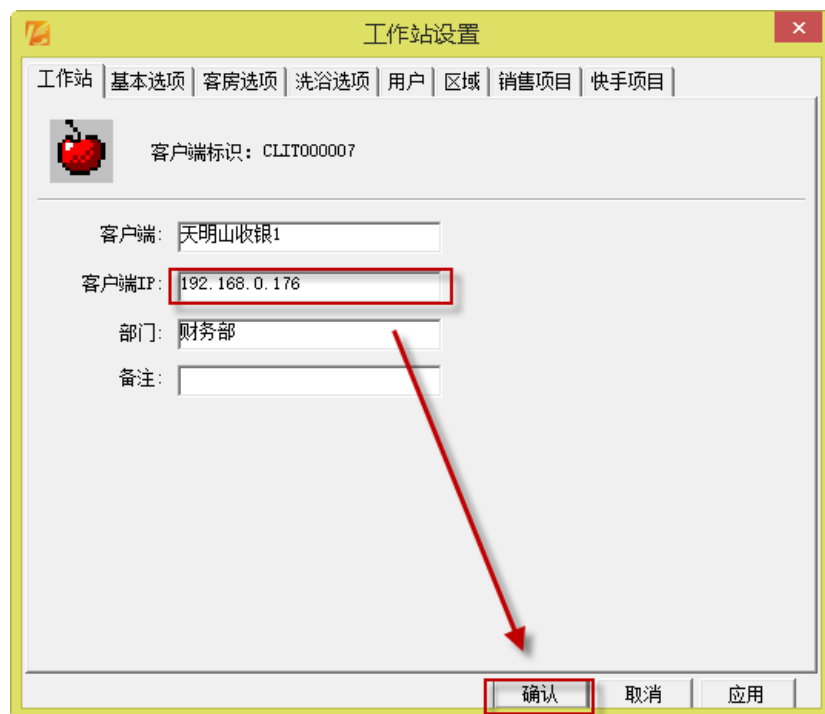 工作站设置
工作站 基本选项 客房选项 洗浴选项 用户 区域 销售项目 快手项目
客户端标识: CLIT000007
客户端: 天明山收银1
客户端IP: 192.168.0.176
部门: 财务部
备注:
确认 取消 应用